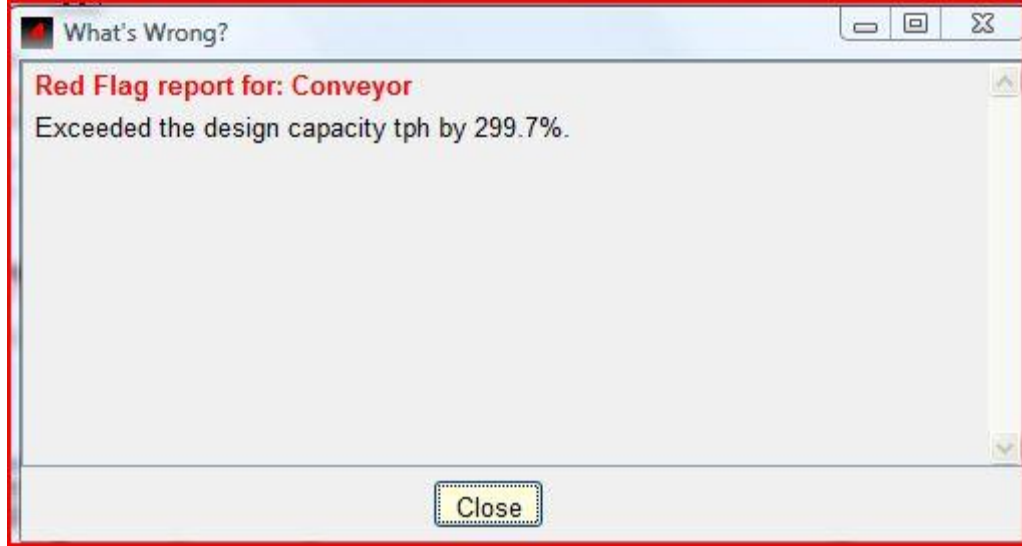 What's Wrong?
Red Flag report for: Conveyor
Exceeded the design capacity tph by 299.7%.
Close